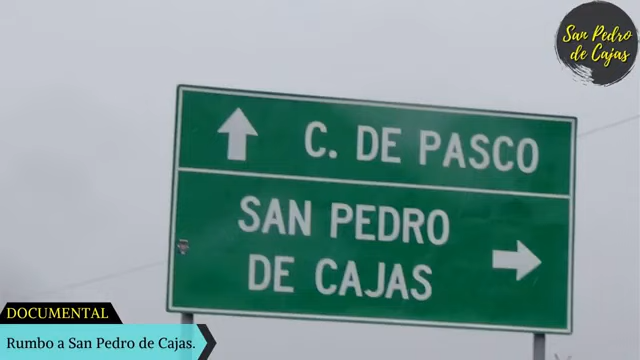 San Pedro
de Cajas
C. DE PASCO
SAN PEDRO
DE CAJAS
DOCUMENTAL
Rumbo a San Pedro de Cajas.